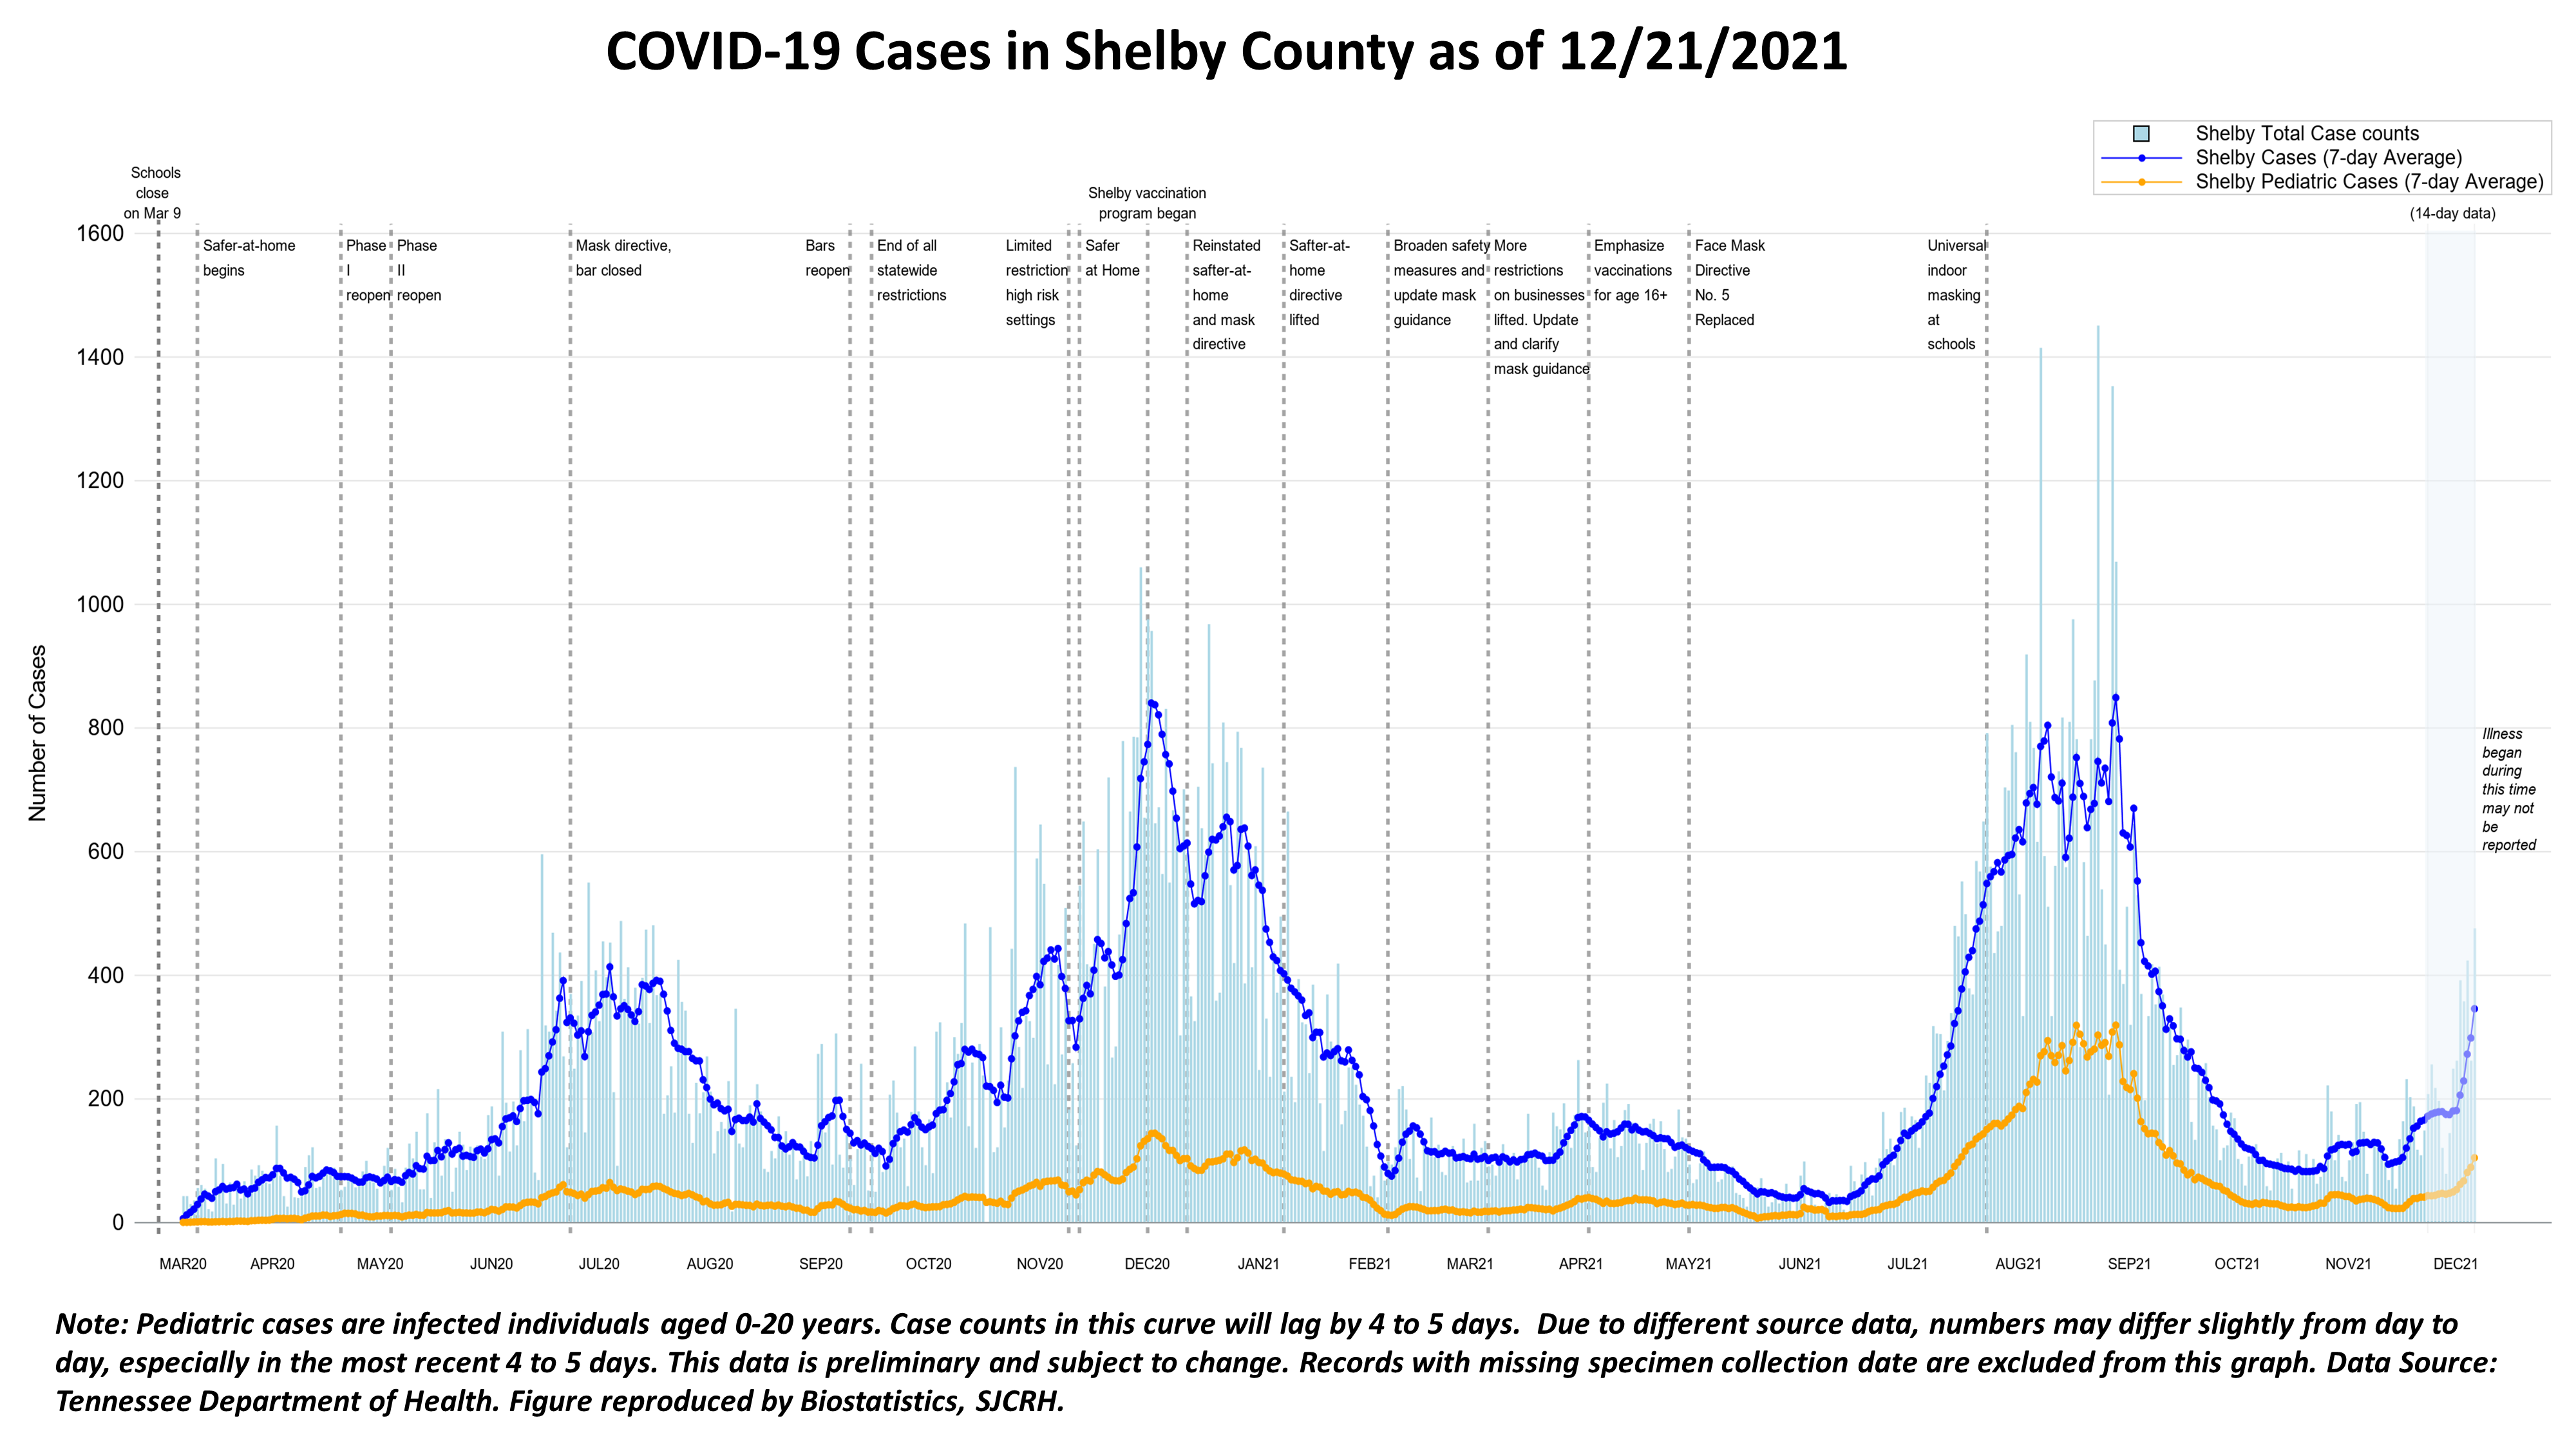 COVID-19 Cases in Shelby County as of 12/21/2021
Shelby Total Case counts
Shelby Cases (7-day Average)
Shelby Pediatric Cases (7-day Average)
Schools
close
on Mar 9
Shelby vaccination
program began
(14-day data)
Safer-at-home
begins
Phase
I
reopen
Phase
II
reopen
Mask directive,
bar closed
Bars
reopen
End of all
statewide
restrictions
Limited
restriction
high risk
settings
Safer
at Home
Reinstated
safter-at-
home
and mask
directive
Safter-at-
home
directive
lifted
Broaden safety
measures and
update mask
guidance
More
restrictions
on businesses
lifted. Update
and clarify
mask guidance
Emphasize
vaccinations
for age 16+
Face Mask
Directive
No. 5
Replaced
Universal
indoor
masking
at
schools
Illness
began
during
this time
may not
be
reported
Number of Cases
1600
1400
1200
1000
800
600
400
200
0
MAR20 APR20 MAY20 JUN20 JUL20 AUG20 SEP20 OCT20 NOV20 DEC20 JAN21 FEB21 MAR21 APR21 MAY21 JUN21 JUL21 AUG21 SEP21 OCT21 NOV21 DEC21
Note: Pediatric cases are infected individuals aged 0-20 years. Case counts in this curve will lag by 4 to 5 days.  Due to different source data, numbers may differ slightly from day to
day, especially in the most recent 4 to 5 days. This data is preliminary and subject to change. Records with missing specimen collection date are excluded from this graph. Data Source:
Tennessee Department of Health. Figure reproduced by Biostatistics, SJCRH.